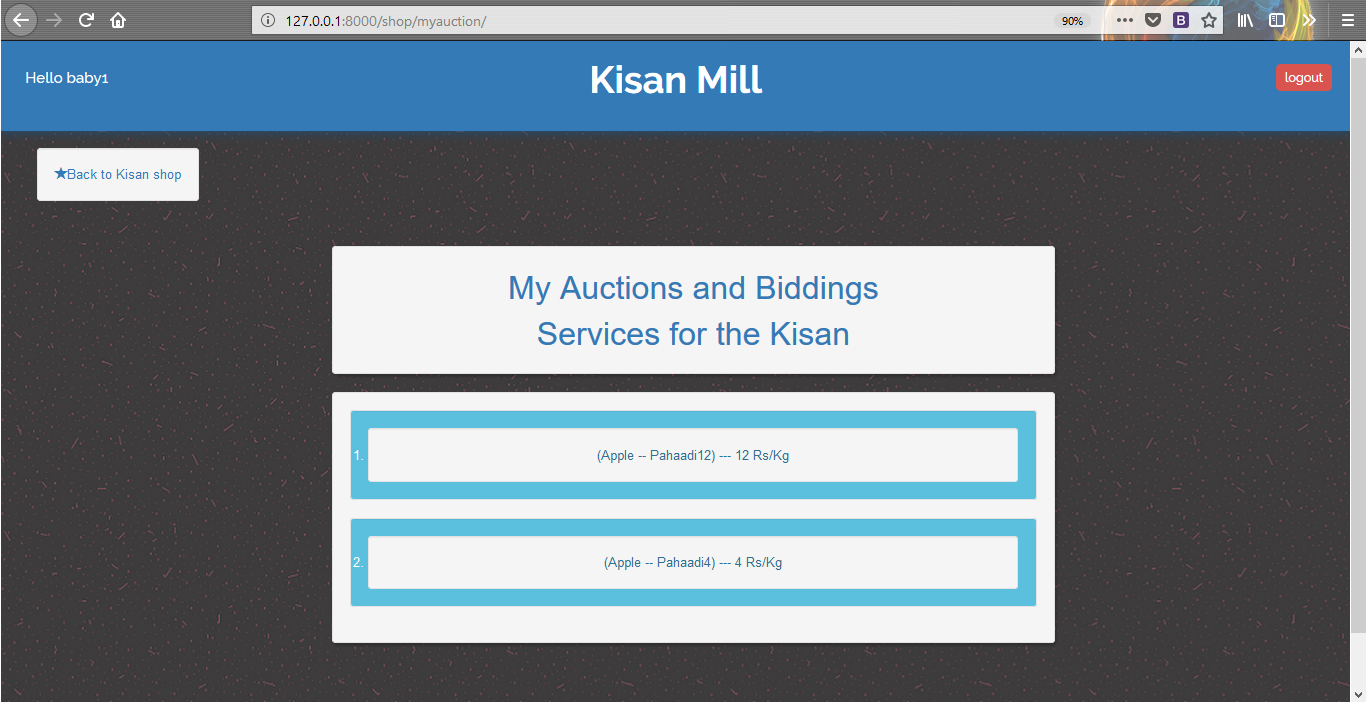 127.0.0.1:8000/shop/myauction/
90%
B
Hello baby1
Kisan Mill
logout
Back to Kisan shop
My Auctions and Biddings
Services for the Kisan
1. (Apple -- Pahaadi12) --- 12 Rs/Kg
2. (Apple -- Pahaadi4) --- 4 Rs/Kg